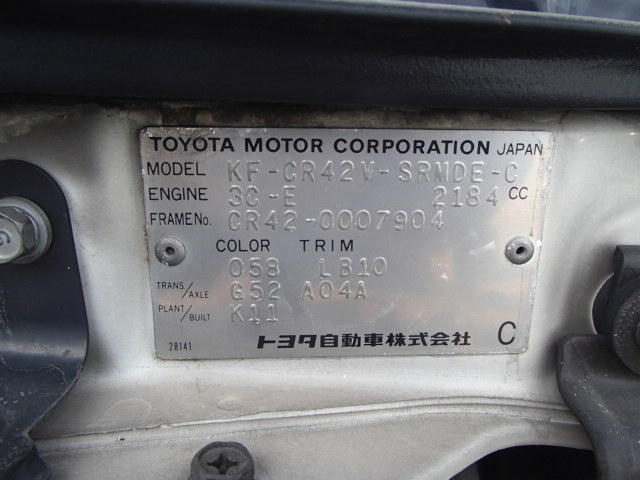 TOYOTA MOTOR CORPORATION JAPAN
MODEL KF-CR42V-SRMDE-C
ENGINE 3C-E 2184 CC
FRAME No. CR42-0007904
COLOR TRIM
058 LB10
TRANS/AXLE G52 A04A
PLANT/BUILT K11
28141 トヨタ自動車株式会社 C